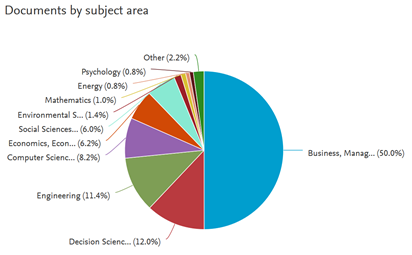 Documents by subject area
Other (2.2%)
Psychology (0.8%)
Energy (0.8%)
Mathematics (1.0%)
Environmental S... (1.4%)
Social Sciences... (6.0%)
Economics, Econ... (6.2%)
Computer Scienc... (8.2%)
Engineering (11.4%)
Decision Scienc... (12.0%)
Business, Manag... (50.0%)